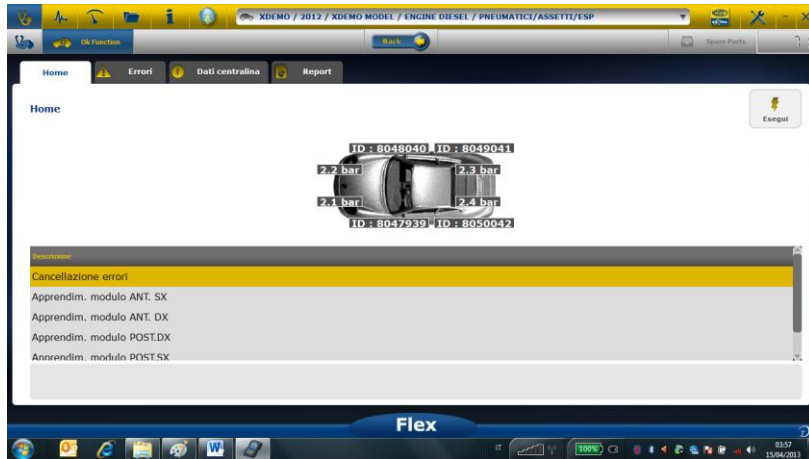 XDEMO / 2012 / XDEMO MODEL / ENGINE DIESEL / PNEUMATICI/ASSETTI/ESP
Ok Function
Back
Spare Parts
Home
Errori
Dati centralina
Report
Home
Esegui
ID : 8048040
ID : 8049041
2.2 bar
2.3 bar
2.1 bar
2.4 bar
ID : 8047939
ID : 8050042
Descrizione
Cancellazione errori
Apprendim. modulo ANT. SX
Apprendim. modulo ANT. DX
Apprendim. modulo POST.DX
Apprendim. modulo POST.SX
Flex
IT
100%
03:57
15/04/2013